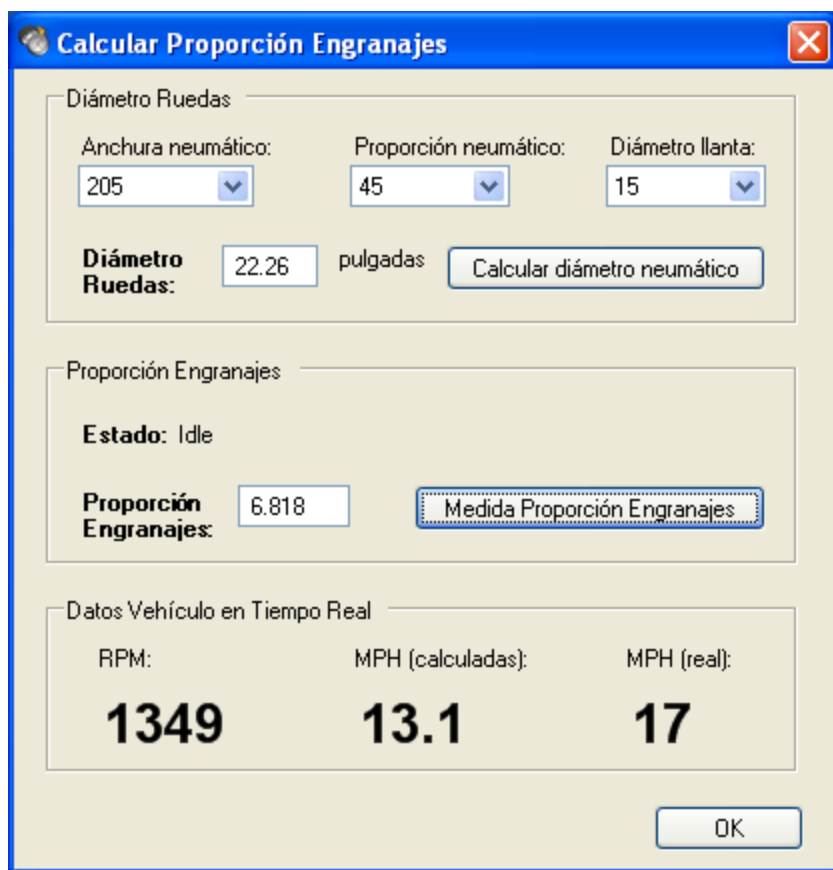 Calcular Proporción Engranajes
Diámetro Ruedas
Anchura neumático: Proporción neumático: Diámetro llanta:
205 45 15
Diámetro
Ruedas: 22.26 pulgadas Calcular diámetro neumático
Proporción Engranajes
Estado: Idle
Proporción
Engranajes: 6.818 Medida Proporción Engranajes
Datos Vehículo en Tiempo Real
RPM: MPH (calculadas): MPH (real):
1349 13.1 17
OK